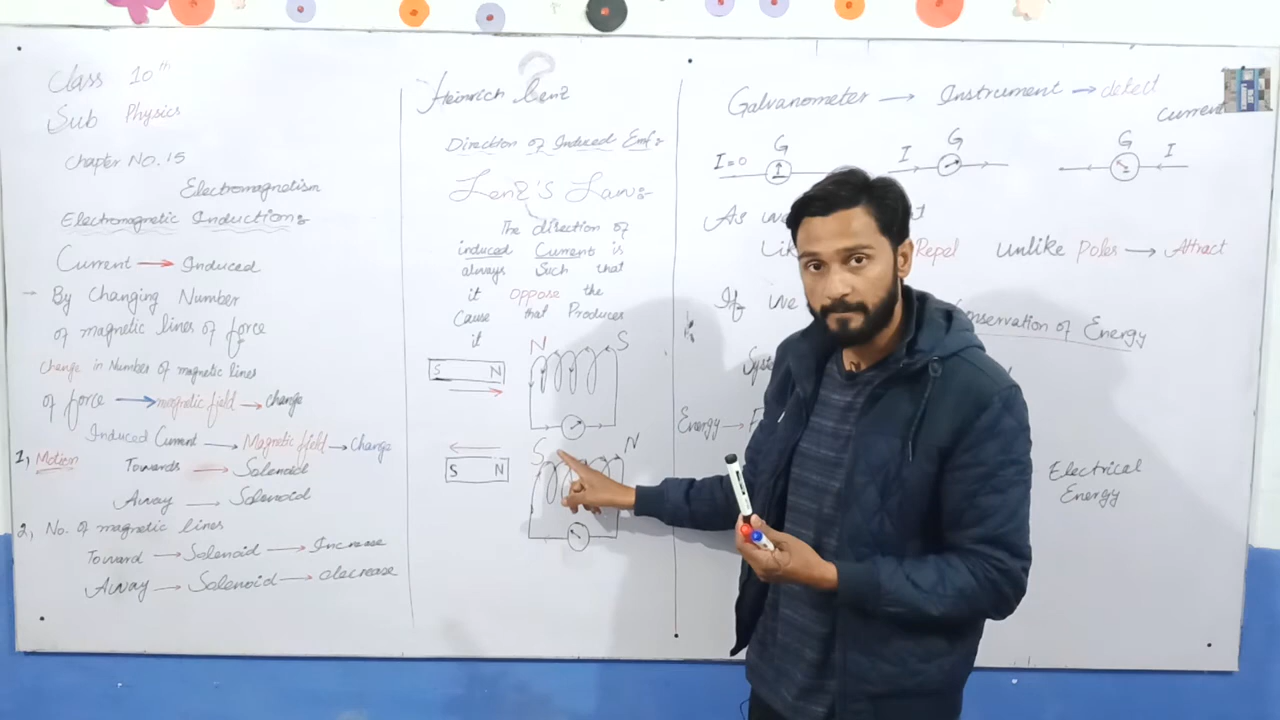 Class 10th
Sub Physics
Chapter No. 15
Electromagnetism
Electromagnetic Induction:
Current → Induced
→ By Changing Number
of magnetic lines of force
Change in Number of magnetic lines
of force → magnetic field → change
Induced Current → Magnetic field → Change
1, Motion Towards → Solenoid
Away → Solenoid
2, No. of magnetic lines
Toward → Solenoid → Increase
Away → Solenoid → decrease
Heinrich Lenz
Direction of Induced Emf:
Lenz's Law:-
The direction of
induced Current is
always Such that
it oppose the
Cause that Produces
it
N S
S N
S N
S N
Galvanometer → Instrument → detect
Current
G G G
I=0 I I
As we
Repel Unlike Poles → Attract
If we
Conservation of Energy
Energy →
Electrical
Energy